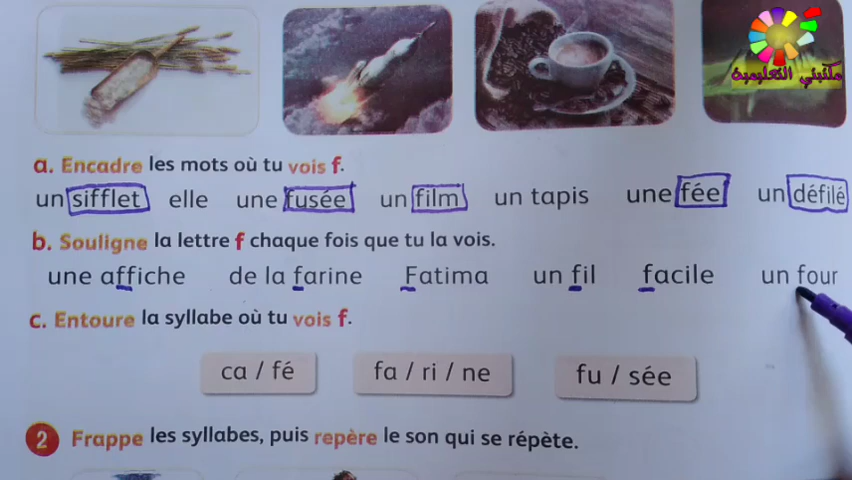 مكتبتي التعليمية
a. Encadre les mots où tu vois f.
un sifflet elle une fusée un film un tapis une fée un défilé
b. Souligne la lettre f chaque fois que tu la vois.
une affiche de la farine Fatima un fil facile un four
c. Entoure la syllabe où tu vois f.
ca / fé fa / ri / ne fu / sée
2 Frappe les syllabes, puis repère le son qui se répète.